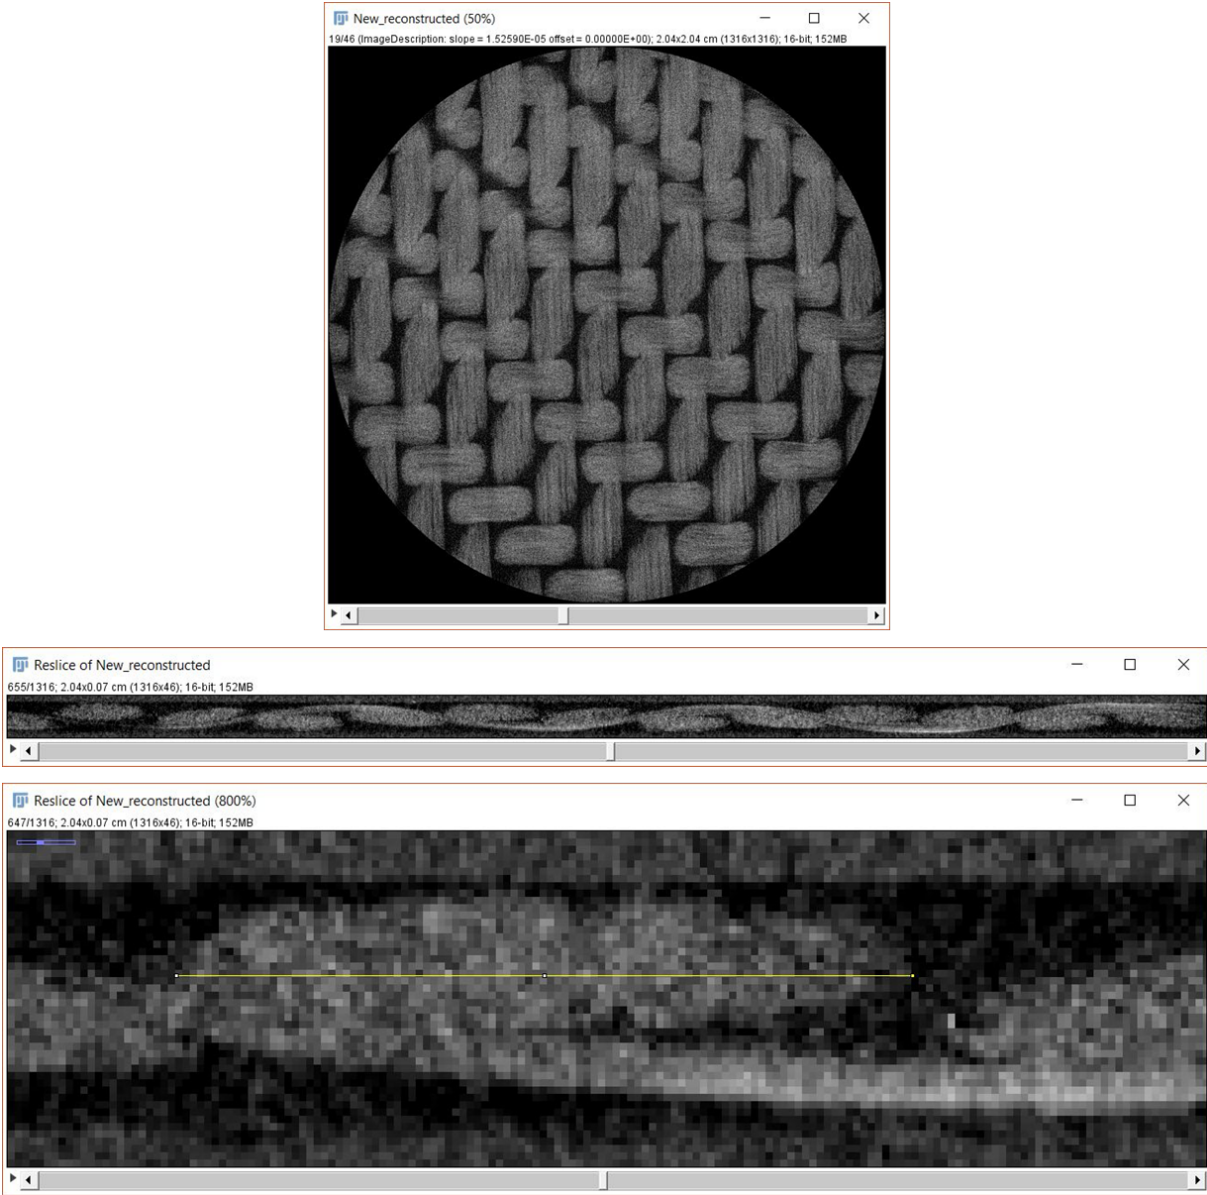 New_reconstructed (50%)
19/46 (ImageDescription: slope = 1.52590E-05 offset = 0.00000E+00); 2.04x2.04 cm (1316x1316); 16-bit; 152MB
Reslice of New_reconstructed
655/1316; 2.04x0.07 cm (1316x46); 16-bit; 152MB
Reslice of New_reconstructed (800%)
647/1316; 2.04x0.07 cm (1316x46); 16-bit; 152MB